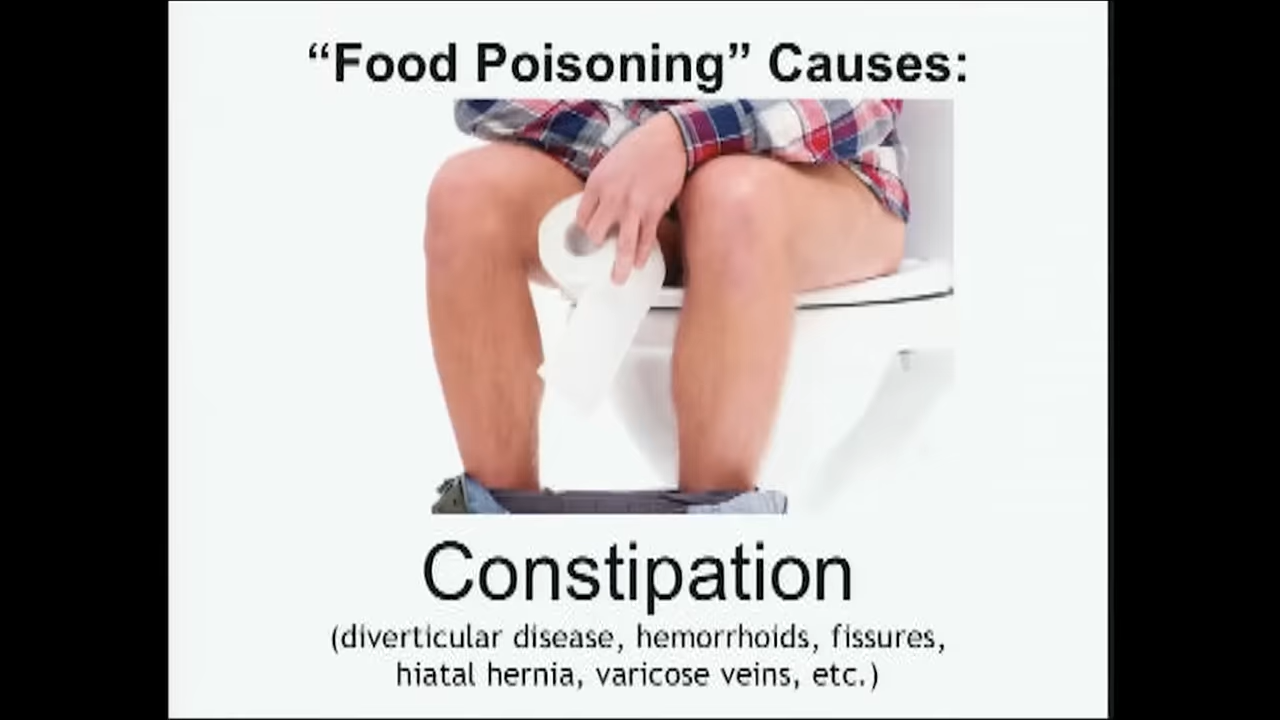 “Food Poisoning” Causes:
Constipation
(diverticular disease, hemorrhoids, fissures,
hiatal hernia, varicose veins, etc.)